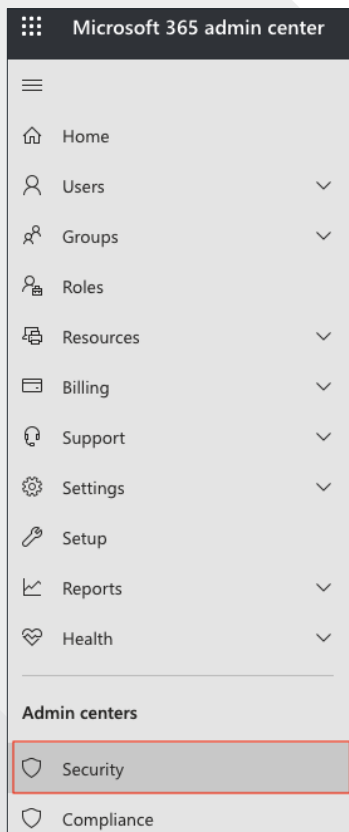 Microsoft 365 admin center
Home
Users
Groups
Roles
Resources
Billing
Support
Settings
Setup
Reports
Health
Admin centers
Security
Compliance